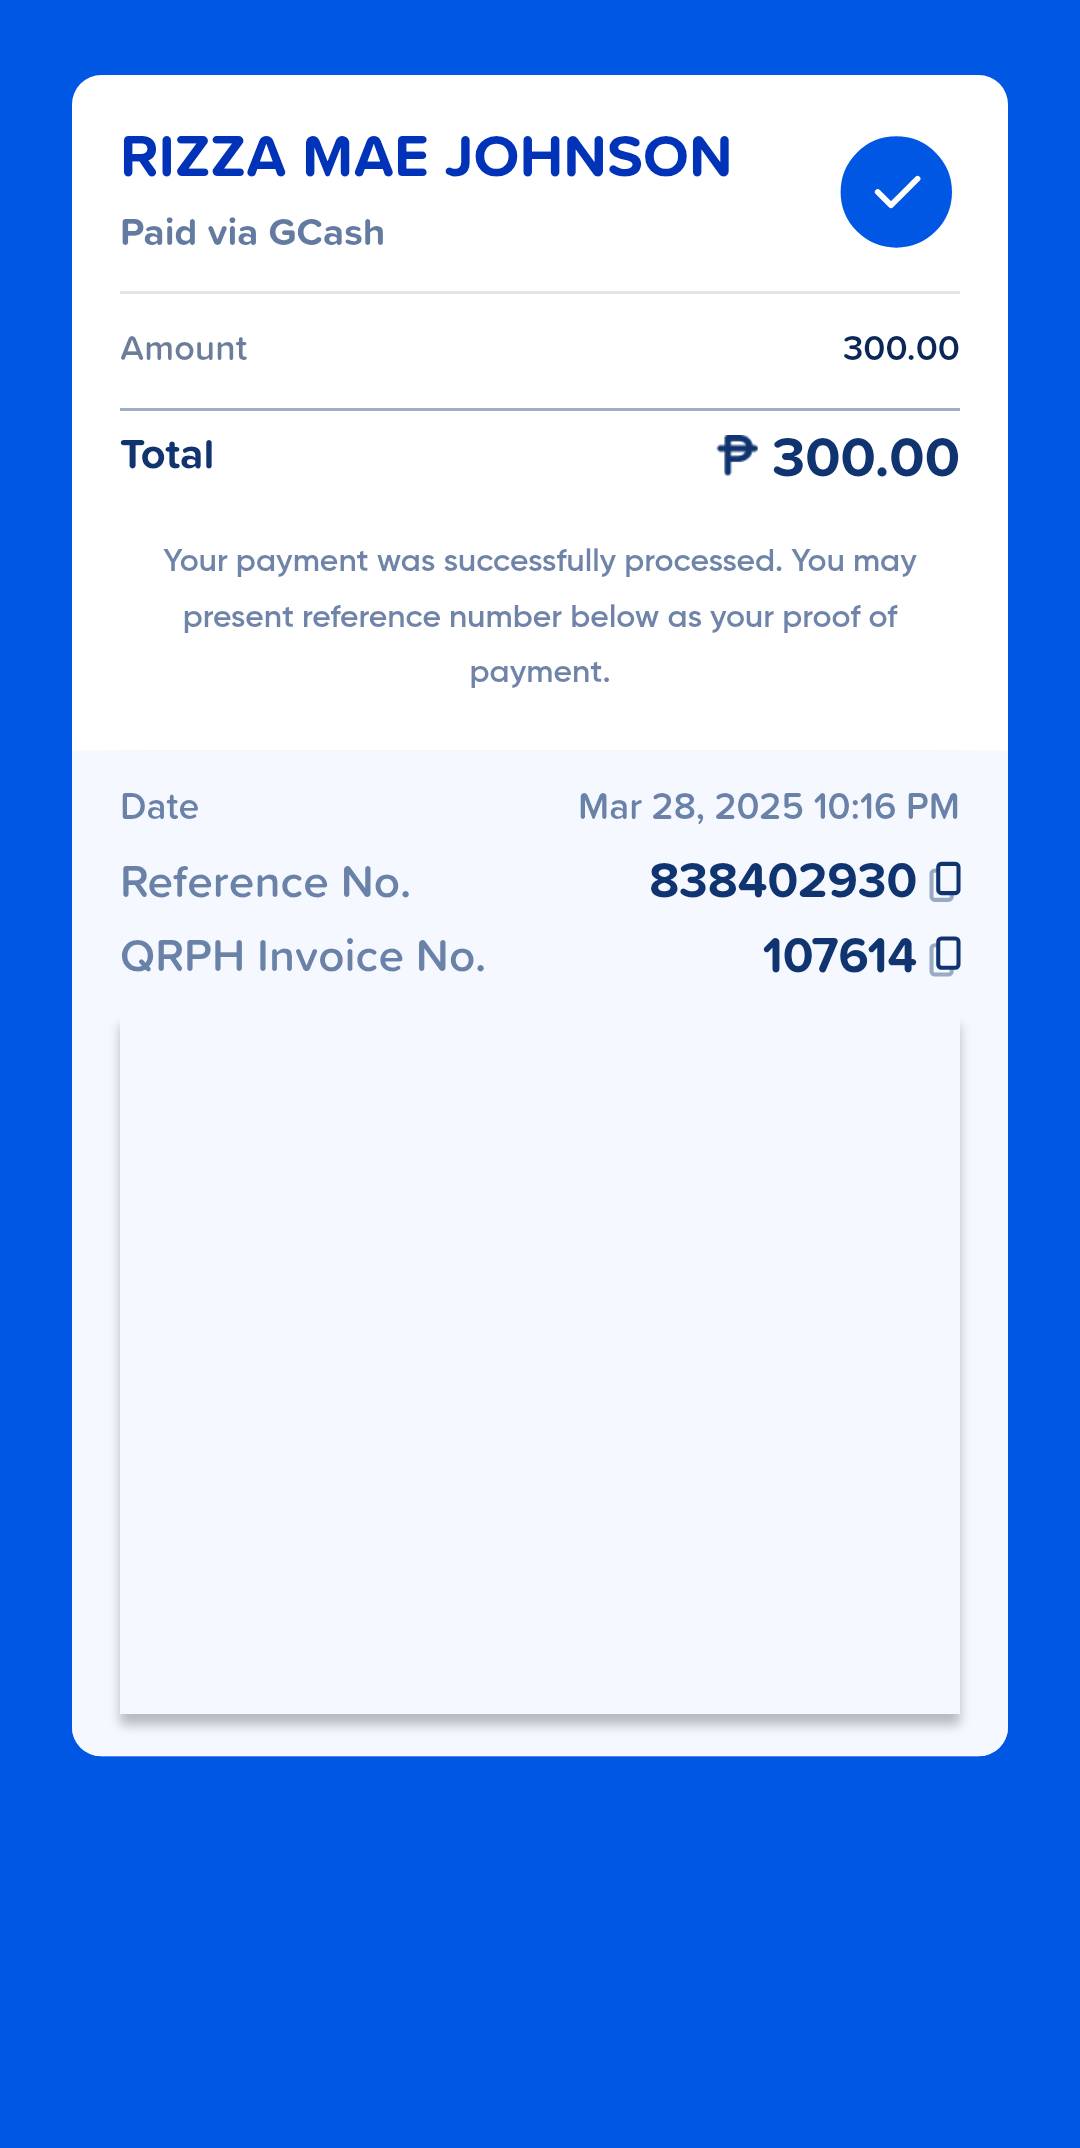 RIZZA MAE JOHNSON
Paid via GCash
Amount 300.00
Total ₱ 300.00
Your payment was successfully processed. You may
present reference number below as your proof of
payment.
Date Mar 28, 2025 10:16 PM
Reference No. 838402930
QRPH Invoice No. 107614